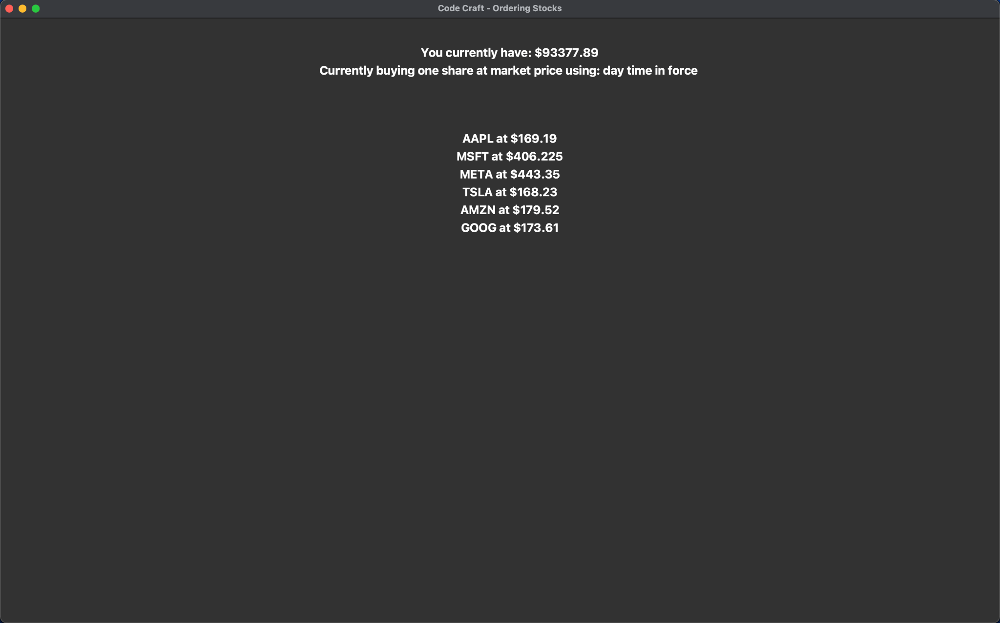 Code Craft - Ordering Stocks
You currently have: $93377.89
Currently buying one share at market price using: day time in force
AAPL at $169.19
MSFT at $406.225
META at $443.35
TSLA at $168.23
AMZN at $179.52
GOOG at $173.61